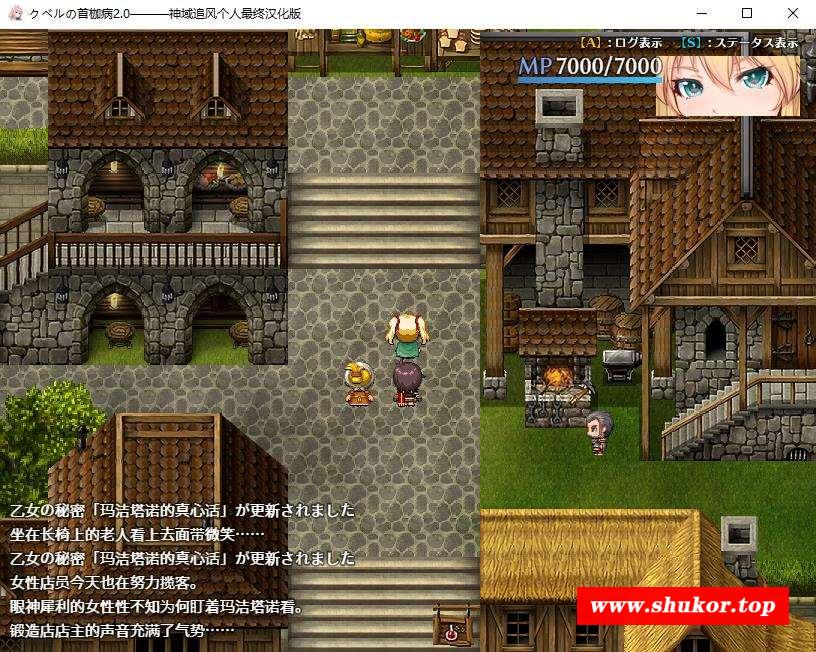 クベルの首枷病2.0———神域追风个人最终汉化版
【A】:ログ表示 【S】:ステータス表示
MP 7000/7000
乙女の秘密「玛洁塔诺的真心话」が更新されました
坐在长椅上的老人看上去面带微笑……
乙女の秘密「玛洁塔诺的真心话」が更新されました
女性店员今天也在努力揽客。
眼神犀利的女性性不知为何盯着玛洁塔诺看。
锻造店店主的声音充满了气势……
www.shukor.top